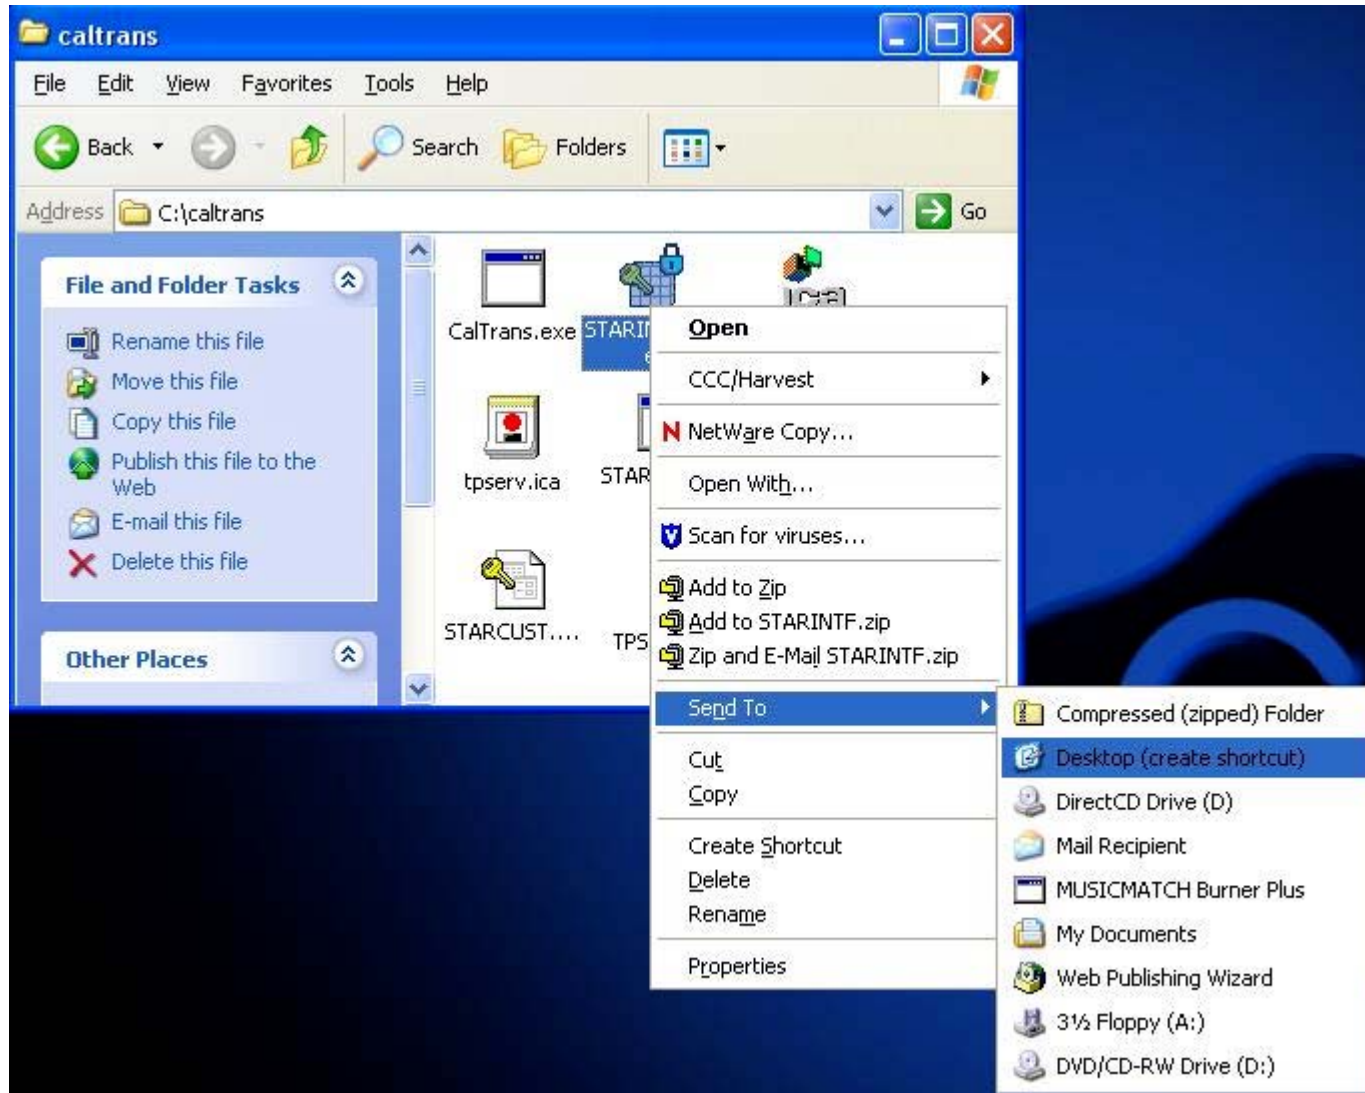 caltrans
File Edit View Favorites Tools Help
Back Search Folders
Address C:\caltrans Go
File and Folder Tasks
Rename this file
Move this file
Copy this file
Publish this file to the
Web
E-mail this file
Delete this file
Other Places
CalTrans.exe
tpserv.ica
STARCUST....
STAR
TPS
Open
CCC/Harvest
NetWare Copy...
Open With...
Scan for viruses...
Add to Zip
Add to STARINTF.zip
Zip and E-Mail STARINTF.zip
Send To
Cut
Copy
Create Shortcut
Delete
Rename
Properties
Compressed (zipped) Folder
Desktop (create shortcut)
DirectCD Drive (D)
Mail Recipient
MUSICMATCH Burner Plus
My Documents
Web Publishing Wizard
3½ Floppy (A:)
DVD/CD-RW Drive (D:)